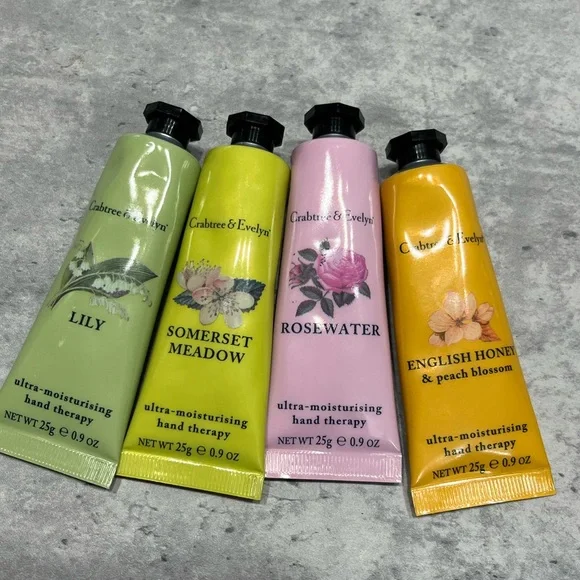 Crabtree & Evelyn®
LILY
ultra-moisturising
hand therapy
NET WT 25g ℮ 0.9 OZ
Crabtree & Evelyn®
SOMERSET
MEADOW
ultra-moisturising
hand therapy
NET WT 25g ℮ 0.9 OZ
Crabtree & Evelyn®
ROSEWATER
ultra-moisturising
hand therapy
NET WT 25g ℮ 0.9 OZ
Crabtree & Evelyn®
ENGLISH HONEY
& peach blossom
ultra-moisturising
hand therapy
NET WT 25g ℮ 0.9 OZ